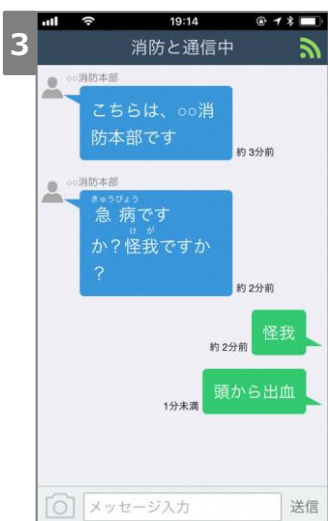 3
19:14
消防と通信中
○○消防本部
こちらは、○○消
防本部です
約 3分前
○○消防本部
きゅうびょう
急 病です
けが
か？怪我ですか
？
約 2分前
怪我
約 2分前
頭から出血
1分未満
メッセージ入力
送信